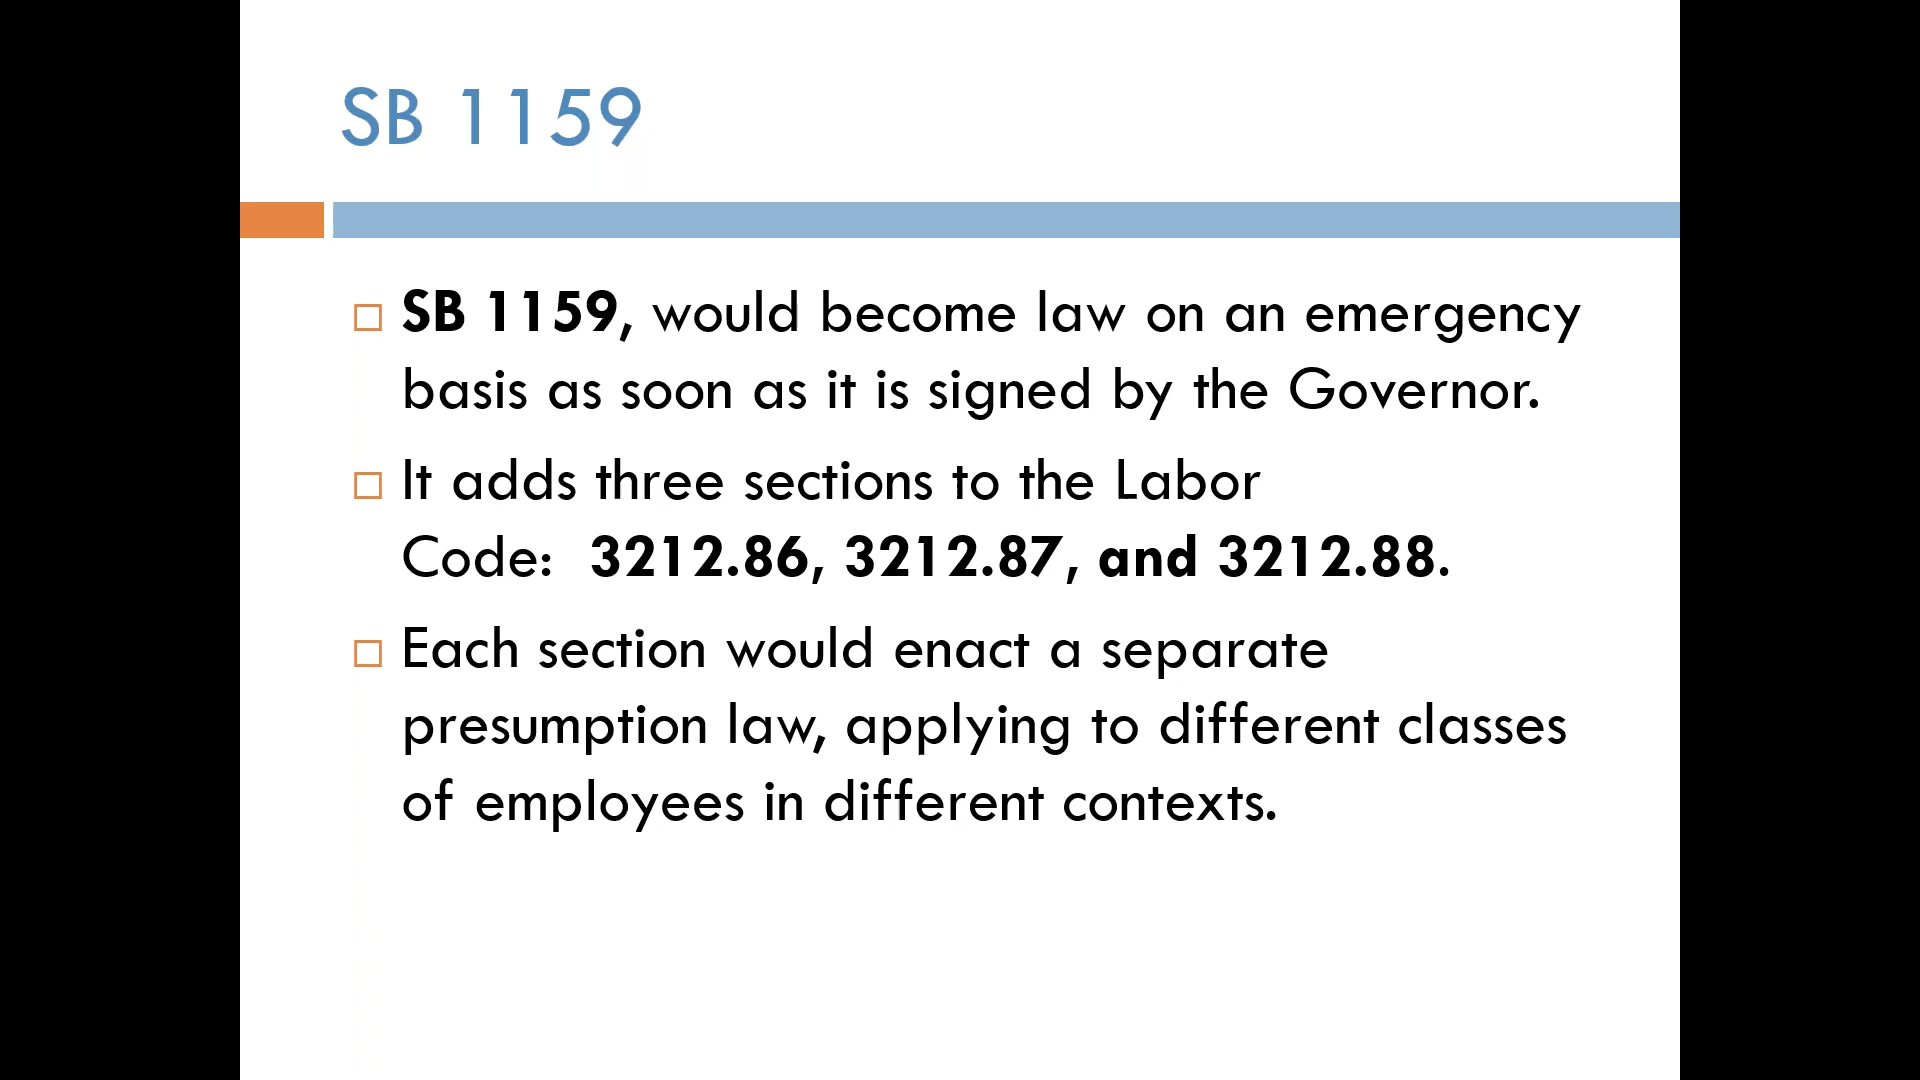 SB 1159
SB 1159, would become law on an emergency
basis as soon as it is signed by the Governor.
It adds three sections to the Labor
Code:  3212.86, 3212.87, and 3212.88.
Each section would enact a separate
presumption law, applying to different classes
of employees in different contexts.